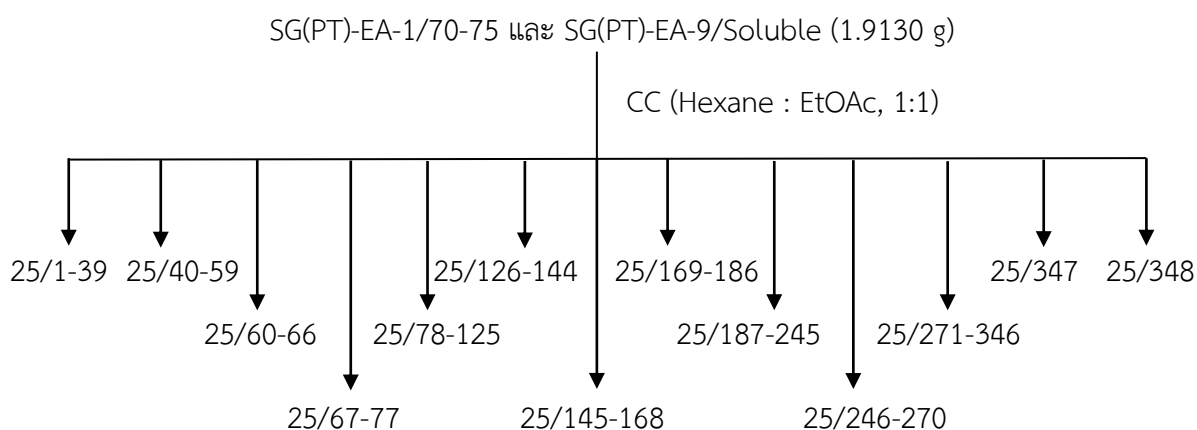 SG(PT)-EA-1/70-75 และ SG(PT)-EA-9/Soluble (1.9130 g)
CC (Hexane : EtOAc, 1:1)
25/1-39 25/40-59 25/126-144 25/169-186 25/347 25/348
25/60-66 25/78-125 25/187-245 25/271-346
25/67-77 25/145-168 25/246-270